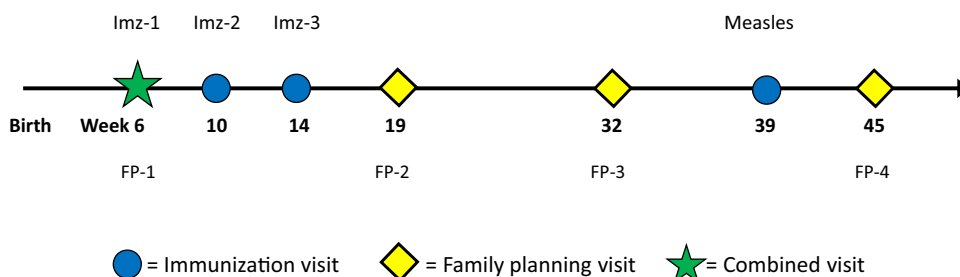 Imz-1 Imz-2 Imz-3 Measles
Birth Week 6 10 14 19 32 39 45
FP-1 FP-2 FP-3 FP-4
= Immunization visit = Family planning visit = Combined visit